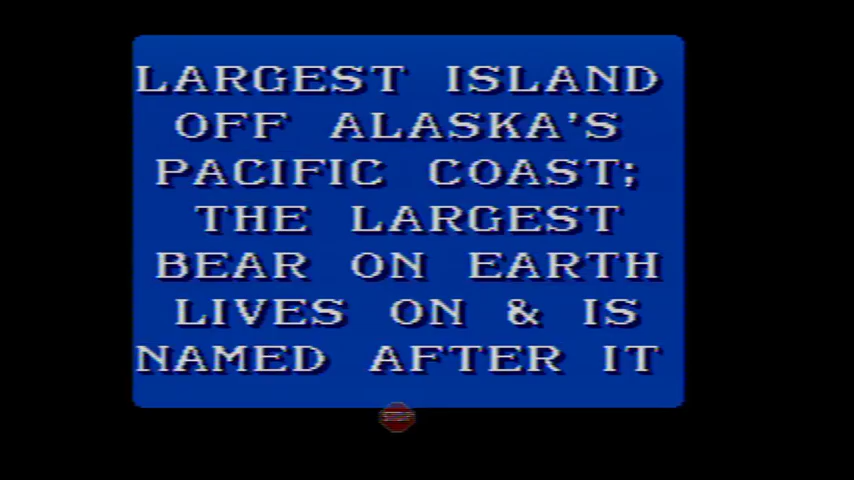 LARGEST ISLAND
OFF ALASKA'S
PACIFIC COAST;
THE LARGEST
BEAR ON EARTH
LIVES ON & IS
NAMED AFTER IT